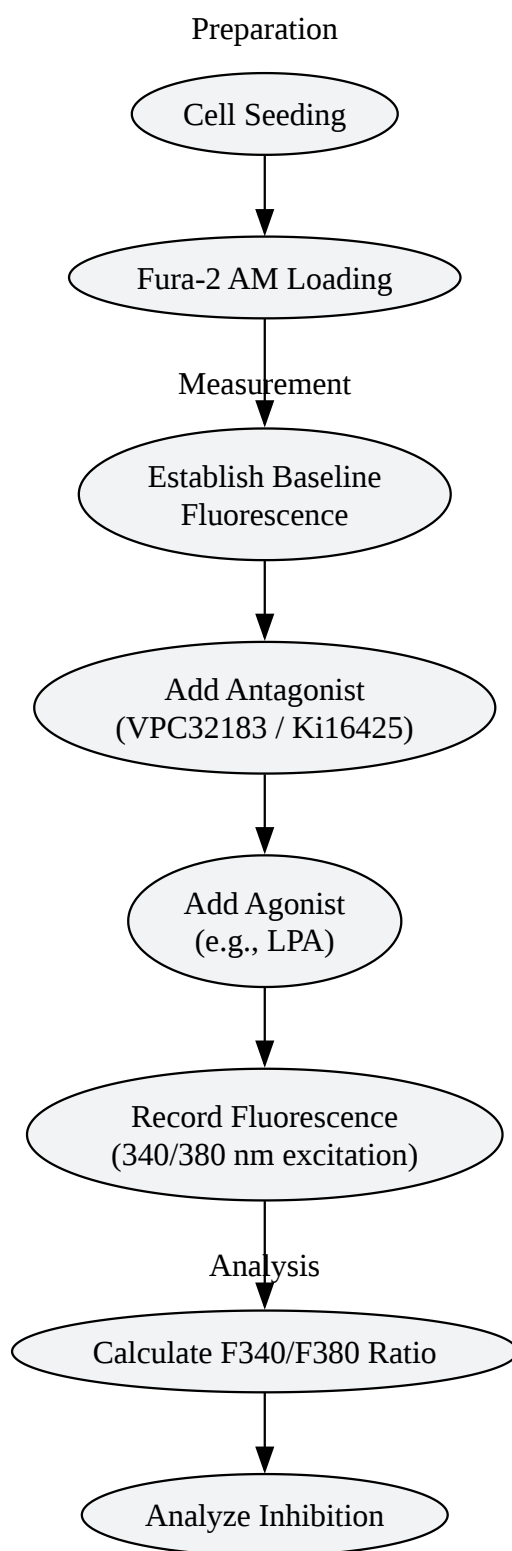 Preparation
Cell Seeding
Fura-2 AM Loading
Measurement
Establish Baseline
Fluorescence
Add Antagonist
(VPC32183 / Ki16425)
Add Agonist
(e.g., LPA)
Record Fluorescence
(340/380 nm excitation)
Analysis
Calculate F340/F380 Ratio
Analyze Inhibition